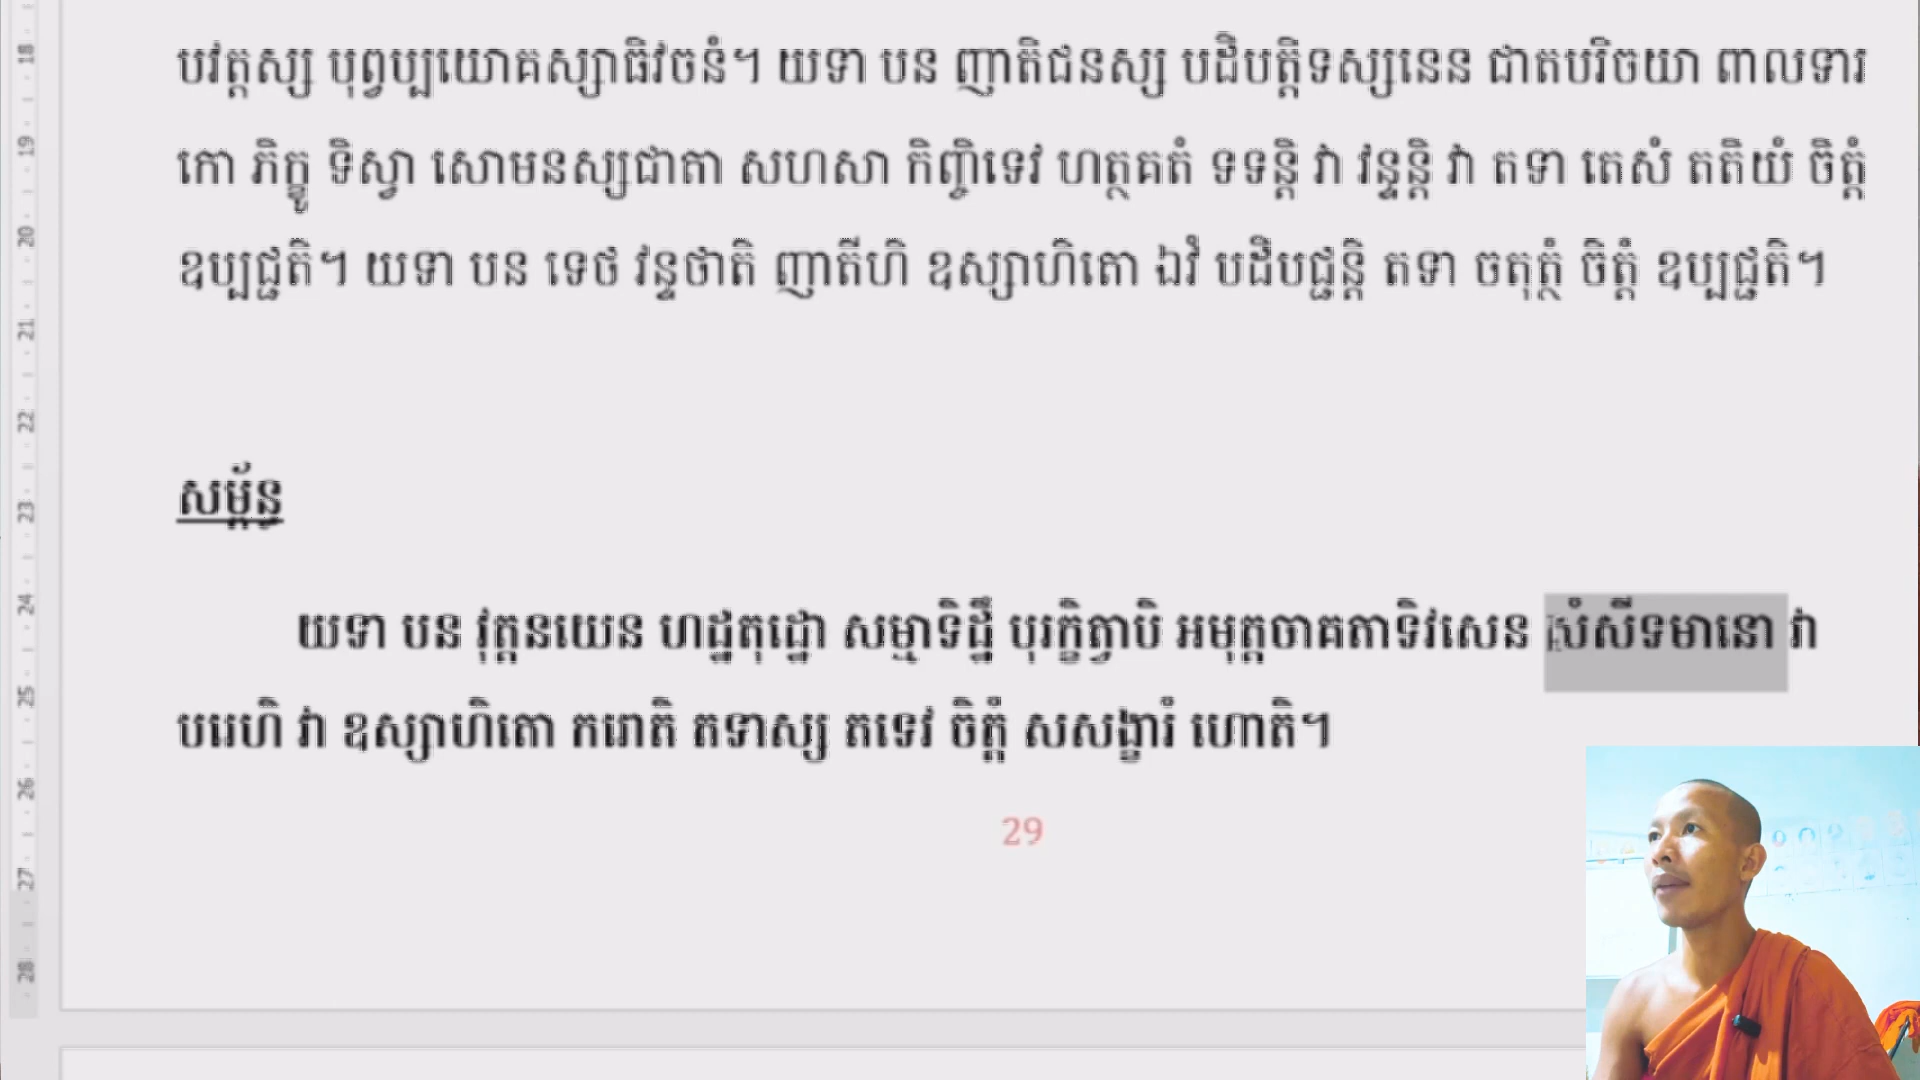 បវត្តស្ស បុព្វប្បយោគស្សាធិវចនំ។ យទា បន ញាតិជនស្ស បដិបត្តិទស្សនេន ជាតបរិចយា ពាលទារ
កោ ភិក្ខូ ទិស្វា សោមនស្សជាតា សហសា កិញ្ចិទេវ ហត្ថគតំ ទទន្តិ វា វន្ទន្តិ វា តទា តេសំ តតិយំ ចិត្តំ
ឧប្បជ្ជតិ។ យទា បន ទេថ វន្ទថាតិ ញាតីហិ ឧស្សាហិតោ ឯវំ បដិបជ្ជន្តិ តទា ចតុត្ថំ ចិត្តំ ឧប្បជ្ជតិ។
សម្ព័ន្ធ
យទា បន វុត្តនយេន ហដ្ឋតុដ្ឋោ សម្មាទិដ្ឋឹ បុរក្ខិត្វាបិ អមុត្តចាគតាទិវសេន សំសីទមានោ វា
បរេហិ វា ឧស្សាហិតោ ករោតិ តទាស្ស តទេវ ចិត្តំ សសង្ខារំ ហោតិ។
29
18
19
20
21
22
23
24
25
26
27
28